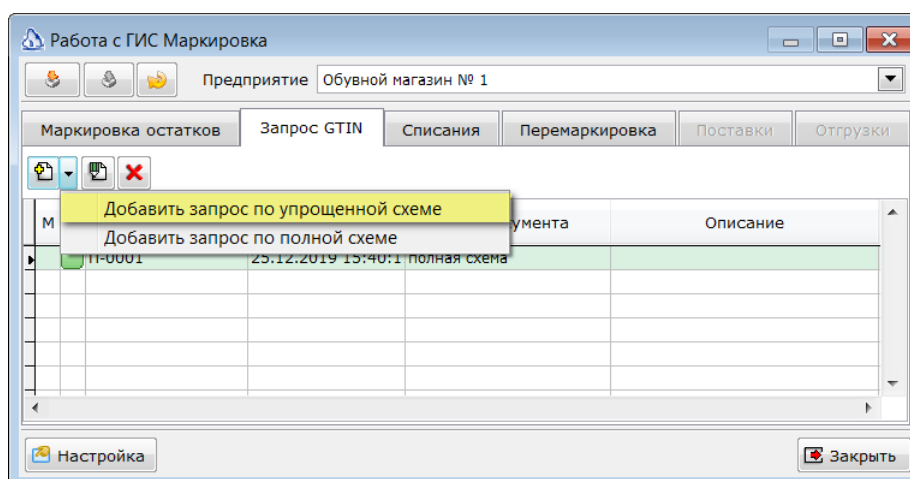 Работа с ГИС Маркировка
Предприятие Обувной магазин № 1
Маркировка остатков Запрос GTIN Списания Перемаркировка Поставки Отгрузки
Добавить запрос по упрощенной схеме
М умента Описание
Добавить запрос по полной схеме
П-0001 25.12.2019 15:40:1 полная схема
Настройка Закрыть